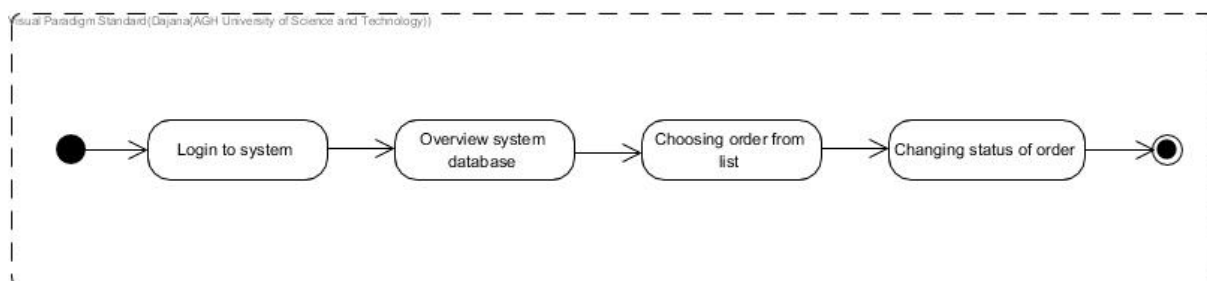 Visual Paradigm Standard(Dajana(AGH University of Science and Technology))
Login to system
Overview system
database
Choosing order from
list
Changing status of order